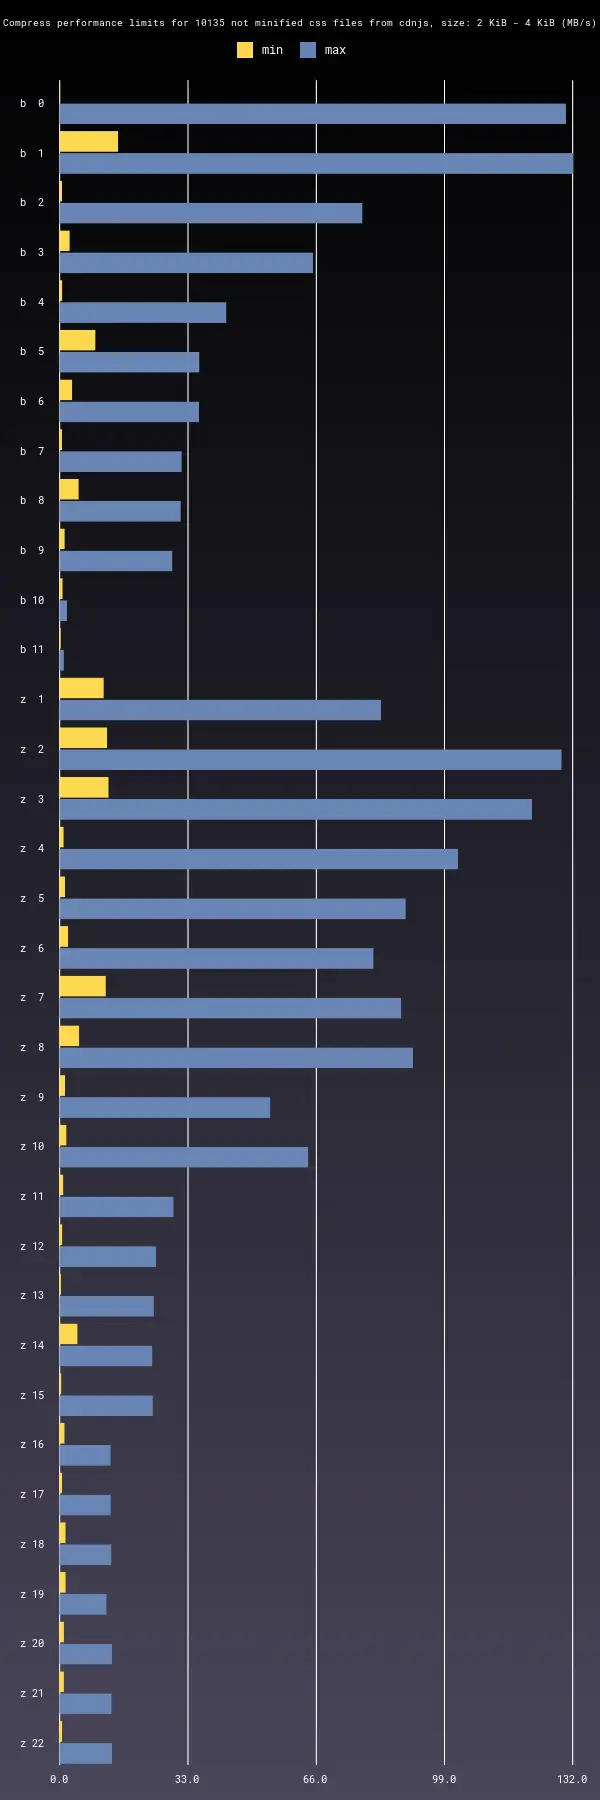 Compress performance limits for 10135 not minified css files from cdnjs, size: 2 KiB - 4 KiB (MB/s)
min max
b 0
b 1
b 2
b 3
b 4
b 5
b 6
b 7
b 8
b 9
b 10
b 11
z 1
z 2
z 3
z 4
z 5
z 6
z 7
z 8
z 9
z 10
z 11
z 12
z 13
z 14
z 15
z 16
z 17
z 18
z 19
z 20
z 21
z 22
0.0 33.0 66.0 99.0 132.0